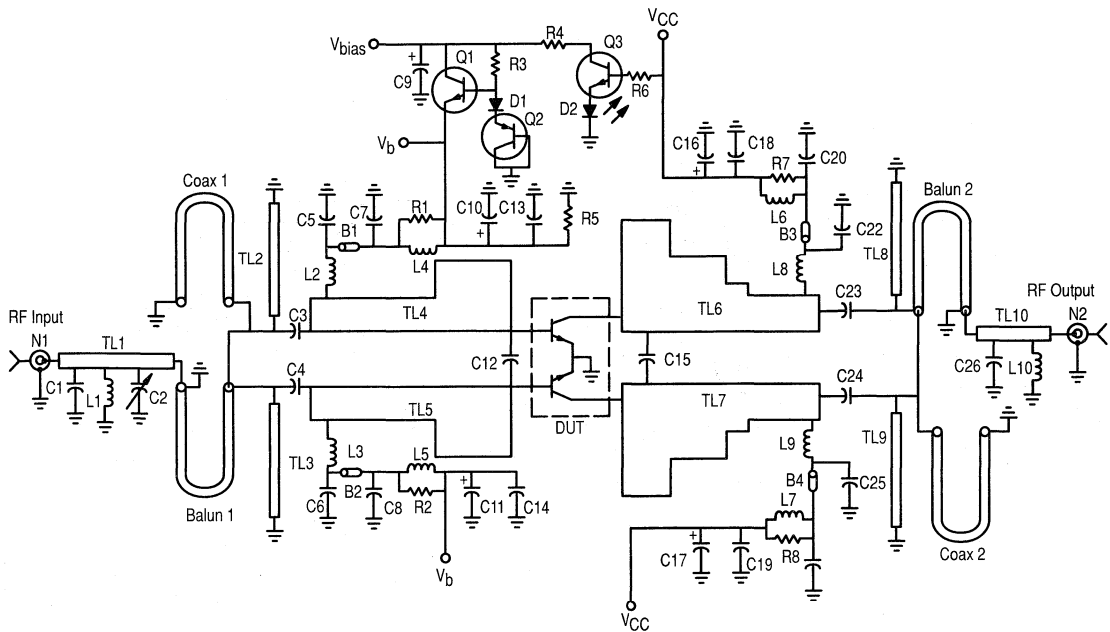 VCC
Vbias
R4
Q3
C9
Q1
R3
R6
D1
D2
Q2
Vb
C16
C18
C20
R7
Coax 1
Balun 2
C5
C7
R1
C10
C13
R5
L6
B3
C22
B1
L4
TL2
L2
L8
TL8
C3
TL4
TL6
C23
RF Input
N1
TL1
RF Output
N2
TL10
C12
C15
C1
L1
C2
C4
C26
L10
TL5
DUT
TL7
C24
TL3
L3
L5
B2
C6
C8
R2
C11
C14
L9
TL9
B4
C25
Balun 1
L7
Coax 2
C17
C19
R8
Vb
VCC